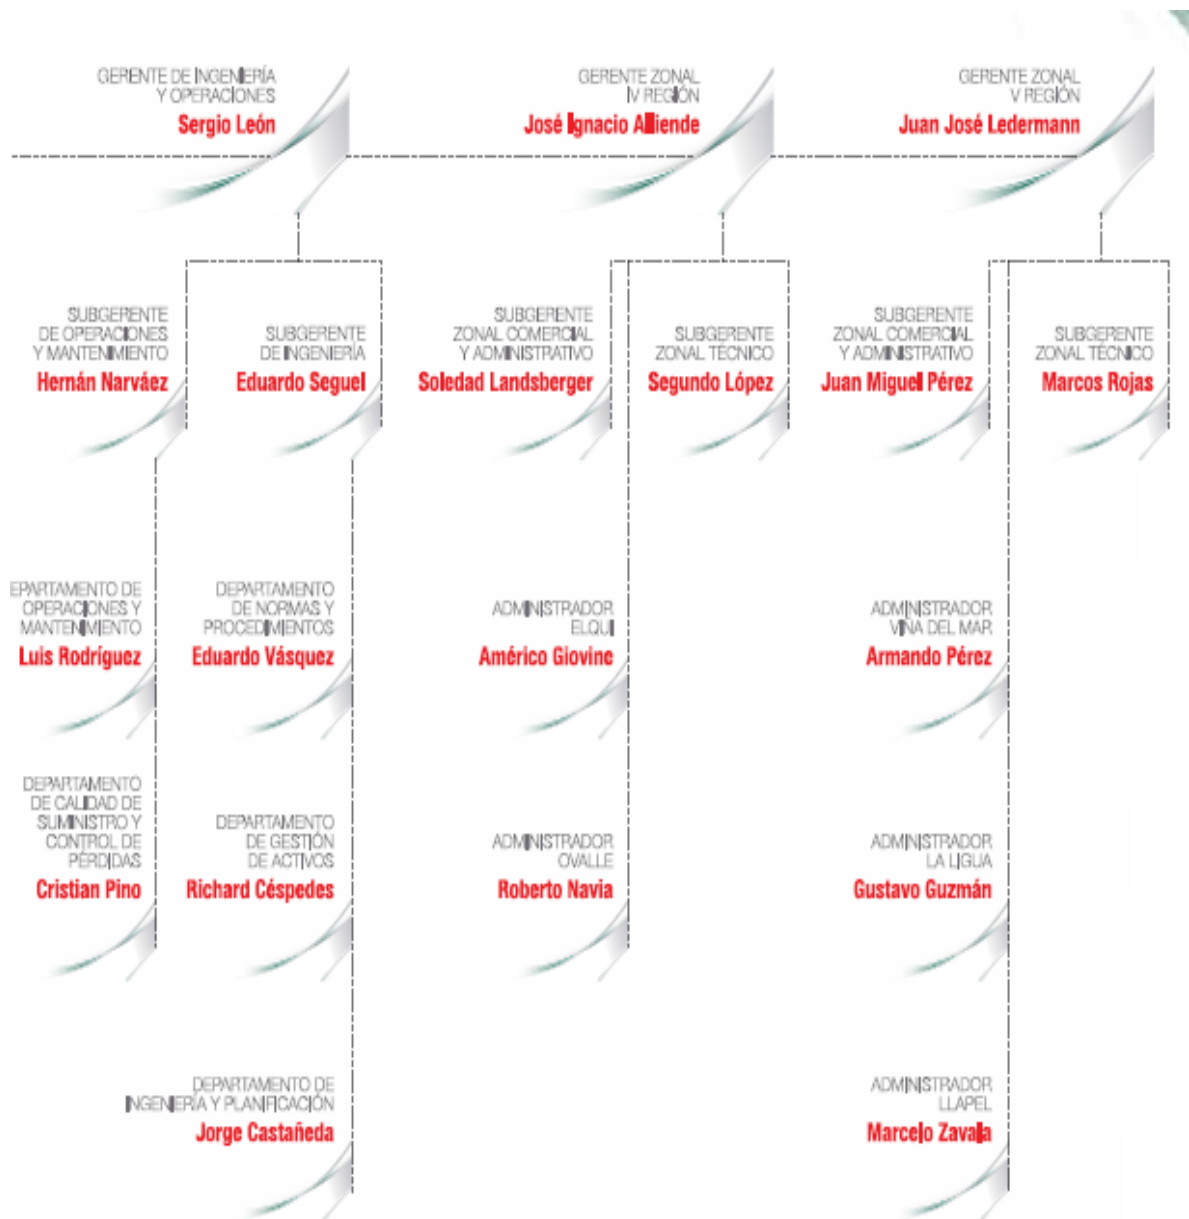 GERENTE DE INGENIERÍA
Y OPERACIONES
Sergio León
GERENTE ZONAL
IV REGIÓN
José Ignacio Alliende
GERENTE ZONAL
V REGIÓN
Juan José Ledermann
SUBGERENTE
DE OPERACIONES
Y MANTENIMIENTO
Hernán Narváez
SUBGERENTE
DE INGENIERÍA
Eduardo Seguel
SUBGERENTE
ZONAL COMERCIAL
Y ADMINISTRATIVO
Soledad Landsberger
SUBGERENTE
ZONAL TÉCNICO
Segundo López
SUBGERENTE
ZONAL COMERCIAL
Y ADMINISTRATIVO
Juan Miguel Pérez
SUBGERENTE
ZONAL TÉCNICO
Marcos Rojas
EPARTAMENTO DE
OPERACIONES Y
MANTENIMIENTO
Luis Rodríguez
DEPARTAMENTO
DE NORMAS Y
PROCEDIMIENTOS
Eduardo Vásquez
ADMINISTRADOR
ELQUI
Américo Giovine
ADMINISTRADOR
VIÑA DEL MAR
Armando Pérez
DEPARTAMENTO
DE CALIDAD DE
SUMINISTRO Y
CONTROL DE
PÉRDIDAS
Cristian Pino
DEPARTAMENTO
DE GESTIÓN
DE ACTIVOS
Richard Céspedes
ADMINISTRADOR
OVALLE
Roberto Navia
ADMINISTRADOR
LA LIGUA
Gustavo Guzmán
DEPARTAMENTO DE
INGENIERÍA Y PLANIFICACIÓN
Jorge Castañeda
ADMINISTRADOR
LLAPEL
Marcelo Zavala